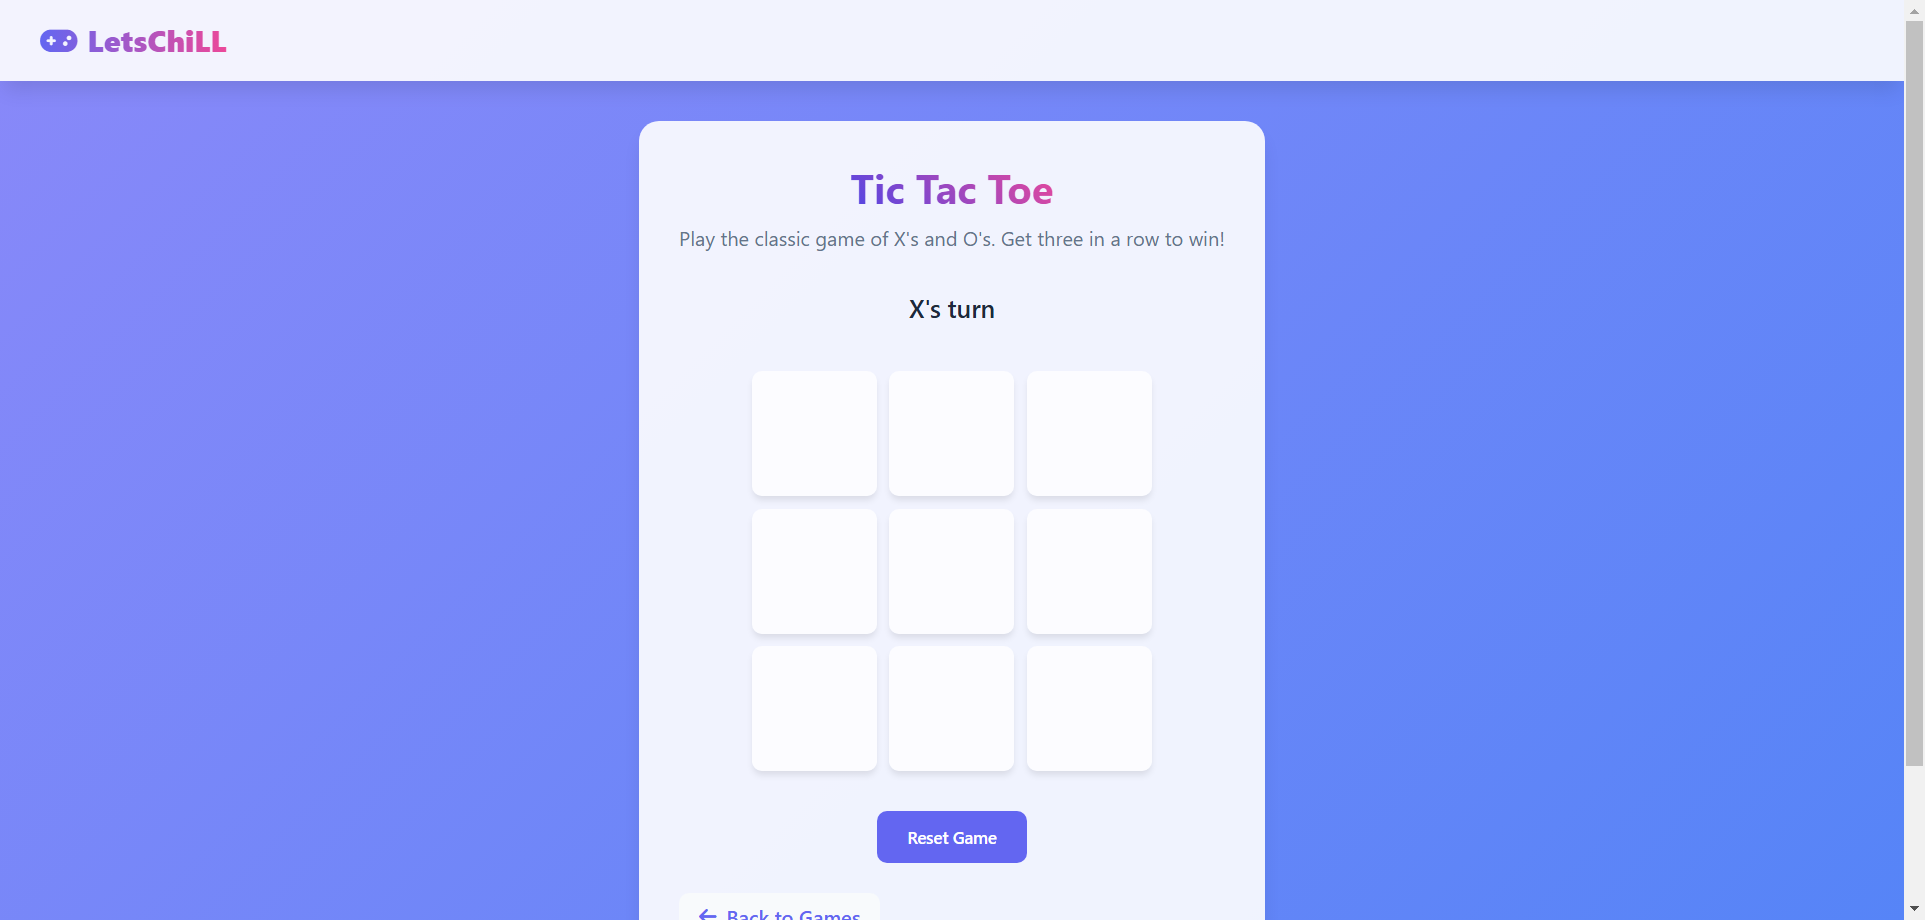 LetsChiLL
Tic Tac Toe
Play the classic game of X's and O's. Get three in a row to win!
X's turn
Reset Game
Back to Games